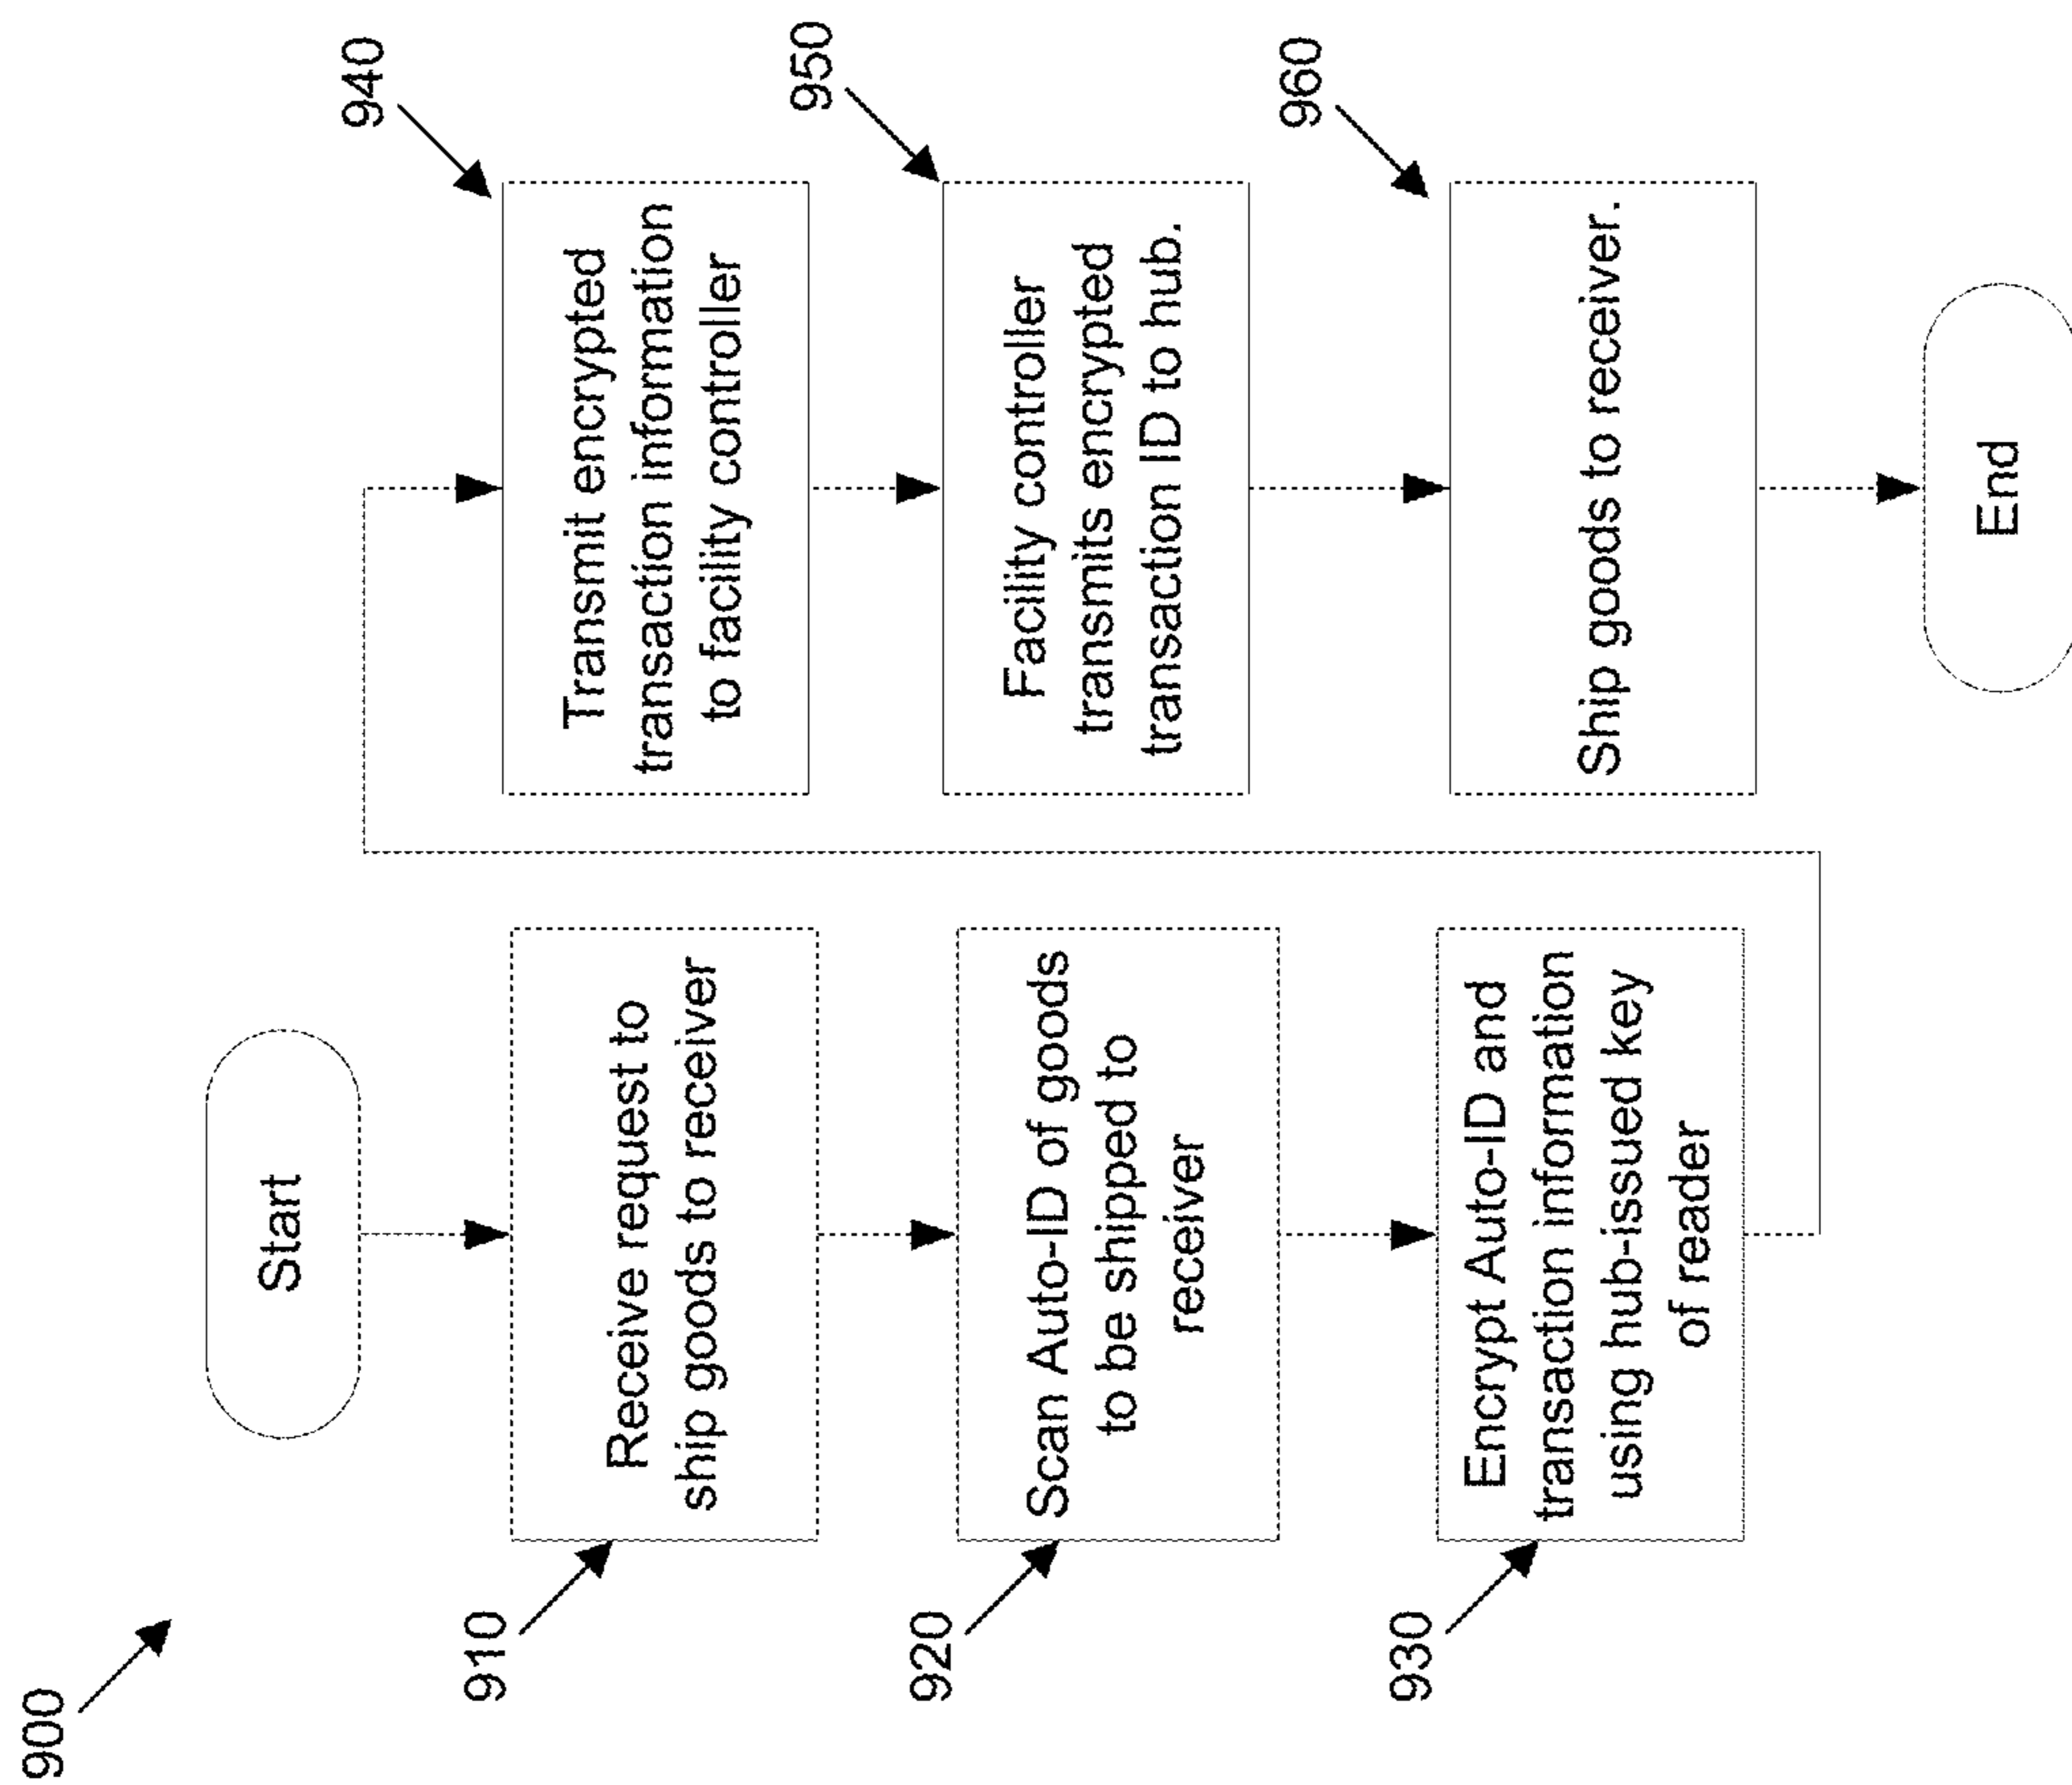 900
Start
910
Receive request to
ship goods to receiver
920
Scan Auto-ID of goods
to be shipped to
receiver
930
Encrypt Auto-ID and
transaction information
using hub-issued key
of reader
940
Transmit encrypted
transaction information
to facility controller
950
Facility controller
transmits encrypted
transaction ID to hub.
960
Ship goods to receiver.
End